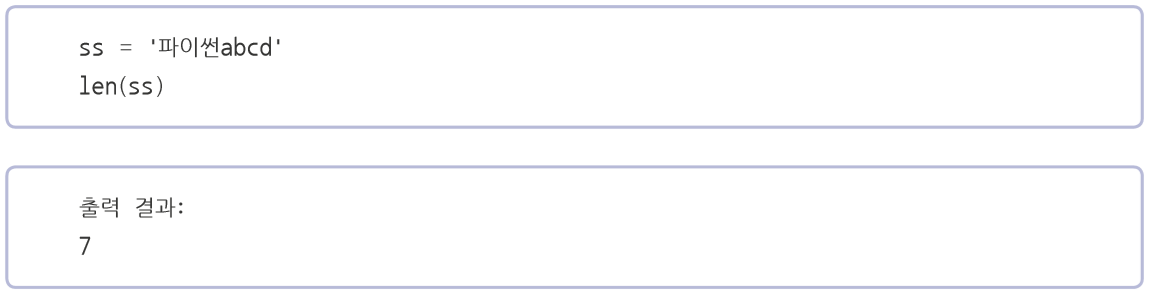 ss = '파이썬abcd'
len(ss)
출력 결과:
7